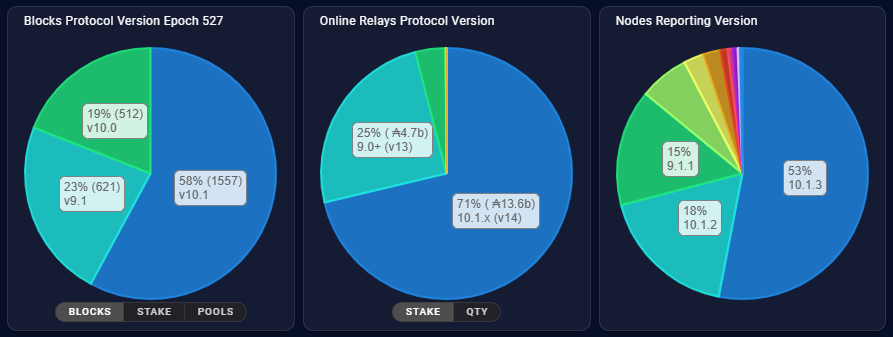 Blocks Protocol Version Epoch 527
19% (512)
v10.0
23% (621)
v9.1
58% (1557)
v10.1
BLOCKS STAKE POOLS
Online Relays Protocol Version
25% ( ₳4.7b)
9.0+ (v13)
71% ( ₳13.6b)
10.1.x (v14)
STAKE QTY
Nodes Reporting Version
15%
9.1.1
53%
10.1.3
18%
10.1.2